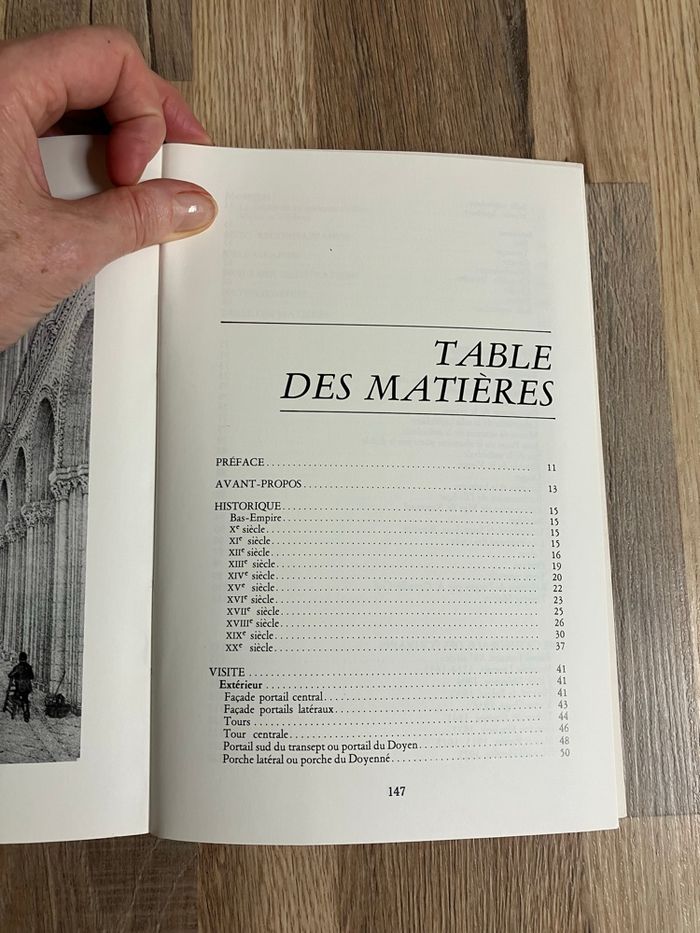 TABLE
DES MATIÈRES
PRÉFACE 11
AVANT-PROPOS 13
HISTORIQUE 15
Bas-Empire 15
Xe siècle 15
XIe siècle 15
XIIe siècle 16
XIIIe siècle 19
XIVe siècle 20
XVe siècle 22
XVIe siècle 23
XVIIe siècle 25
XVIIIe siècle 26
XIXe siècle 30
XXe siècle 37
VISITE 41
Extérieur 41
Façade portail central 41
Façade portails latéraux 43
Tours 44
Tour centrale 46
Portail sud du transept ou portail du Doyen 48
Porche latéral ou porche du Doyenné 50
147